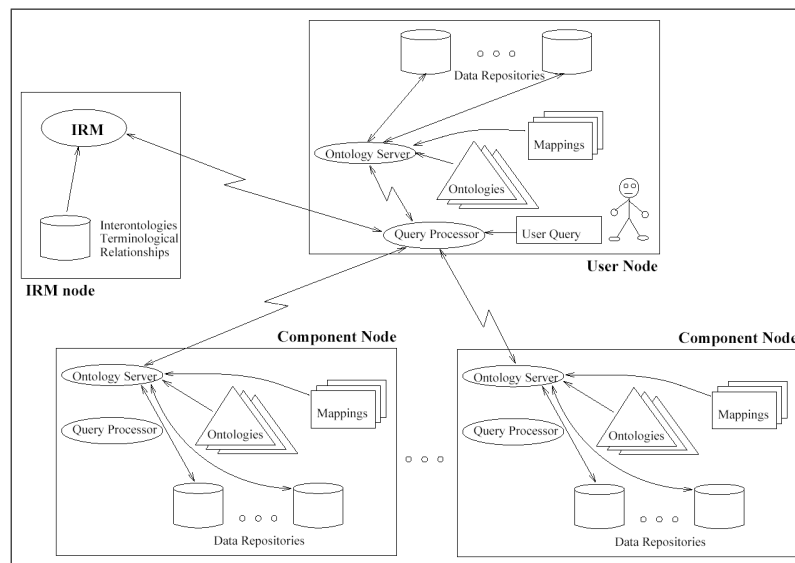 Data Repositories
IRM
Mappings
Ontology Server
Ontologies
Interontologies
Terminological
Relationships
Query Processor
User Query
User Node
IRM node
Component Node
Ontology Server
Mappings
Ontologies
Query Processor
Data Repositories
Component Node
Ontology Server
Mappings
Ontologies
Query Processor
Data Repositories